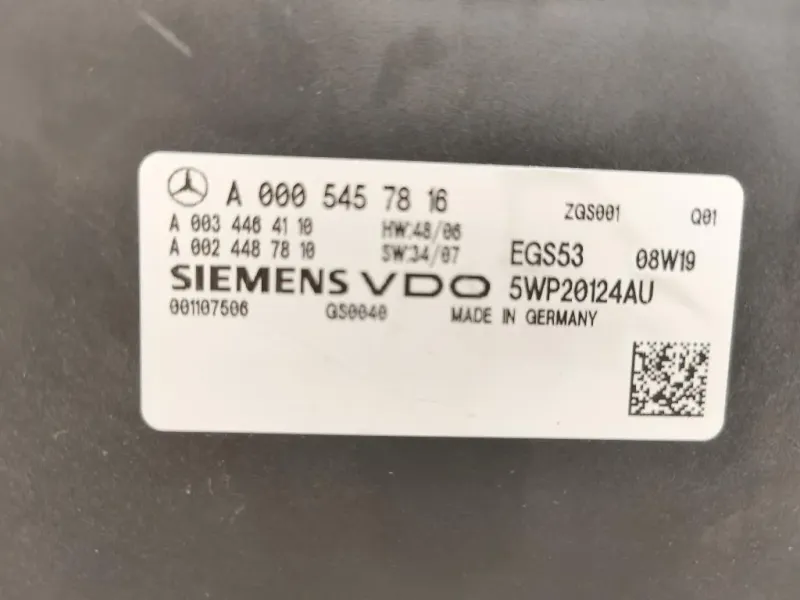 A 000 545 78 16 ZGS001 Q01
A 003 446 41 10 HW:48/06
A 002 448 78 10 SW:34/07 EGS53 08W19
SIEMENS VDO 5WP20124AU
001107506 GS0040 MADE IN GERMANY